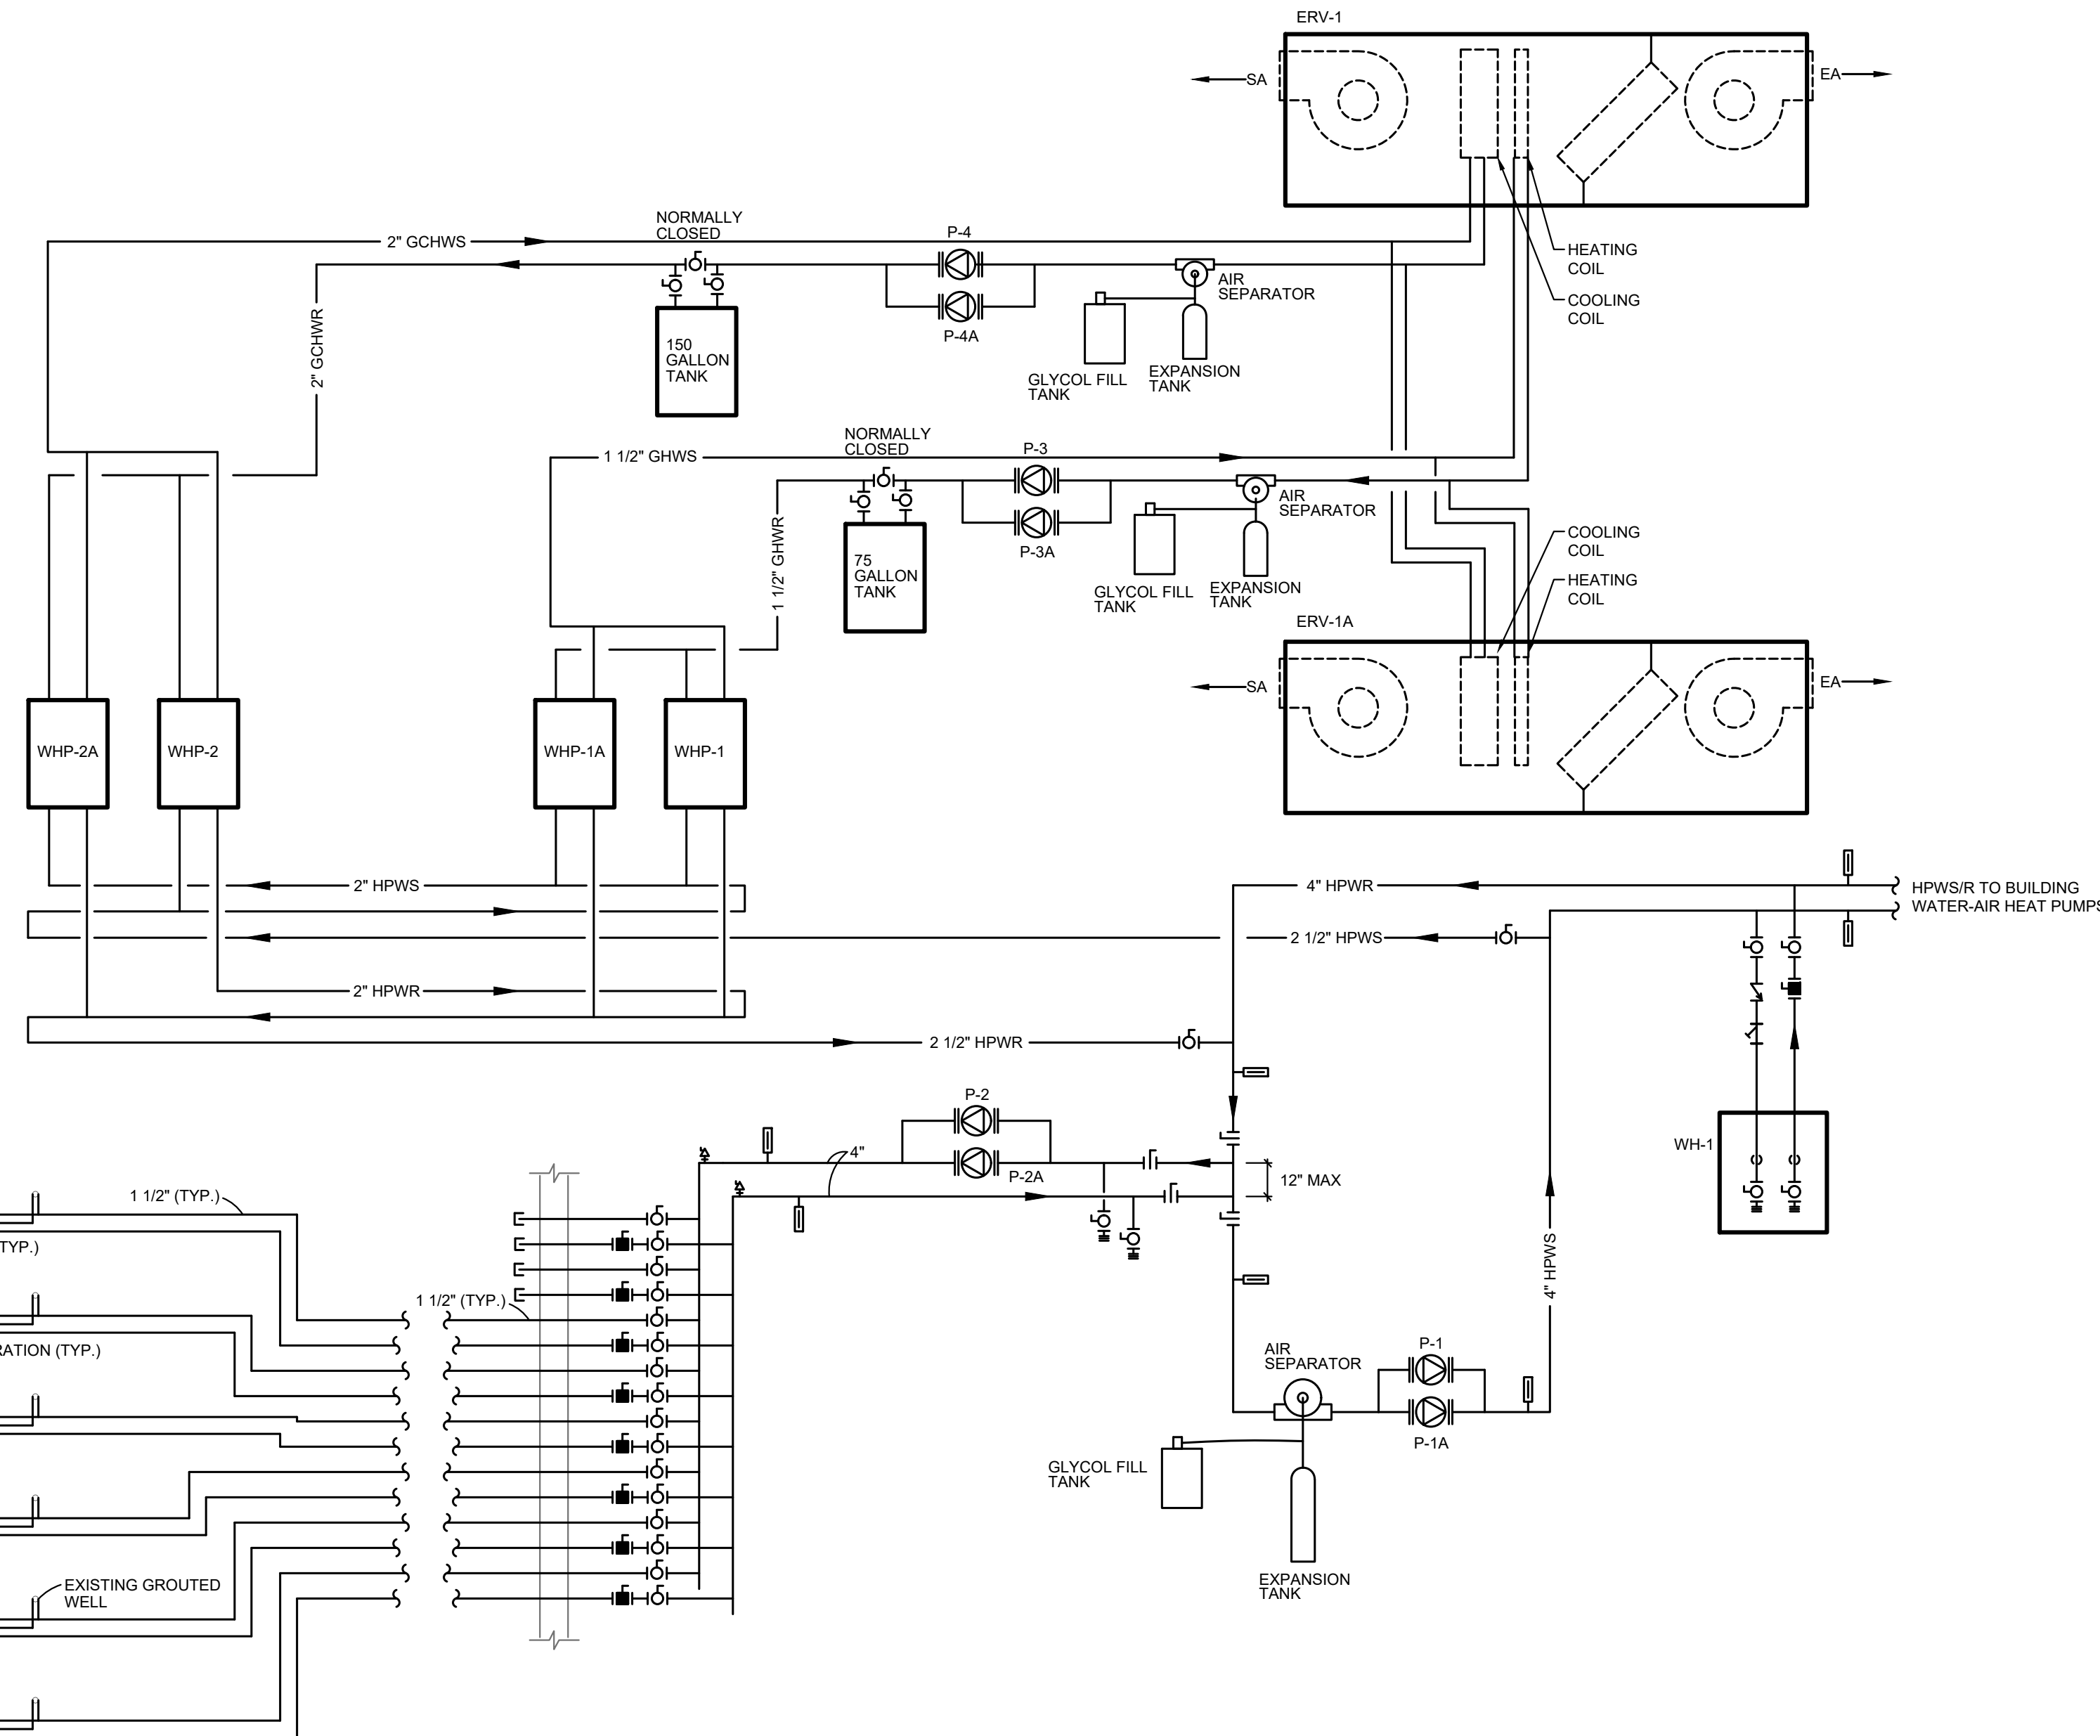 ERV-1
SA
EA
NORMALLY
CLOSED
P-4
2" GCHWS
HEATING
COIL
AIR
SEPARATOR
COOLING
COIL
2" GCHWR
P-4A
150
GALLON
TANK
GLYCOL FILL
TANK
EXPANSION
TANK
NORMALLY
CLOSED
P-3
1 1/2" GHWS
AIR
SEPARATOR
1 1/2" GHWR
P-3A
COOLING
COIL
75
GALLON
TANK
GLYCOL FILL
TANK
EXPANSION
TANK
HEATING
COIL
ERV-1A
SA
EA
WHP-2A
WHP-2
WHP-1A
WHP-1
2" HPWS
4" HPWR
HPWS/R TO BUILDING
WATER-AIR HEAT PUMPS
2 1/2" HPWS
2" HPWR
2 1/2" HPWR
P-2
4"
WH-1
P-2A
12" MAX
1 1/2" (TYP.)
TYP.)
4" HPWS
1 1/2" (TYP.)
RATION (TYP.)
AIR
SEPARATOR
P-1
P-1A
GLYCOL FILL
TANK
EXPANSION
TANK
EXISTING GROUTED
WELL